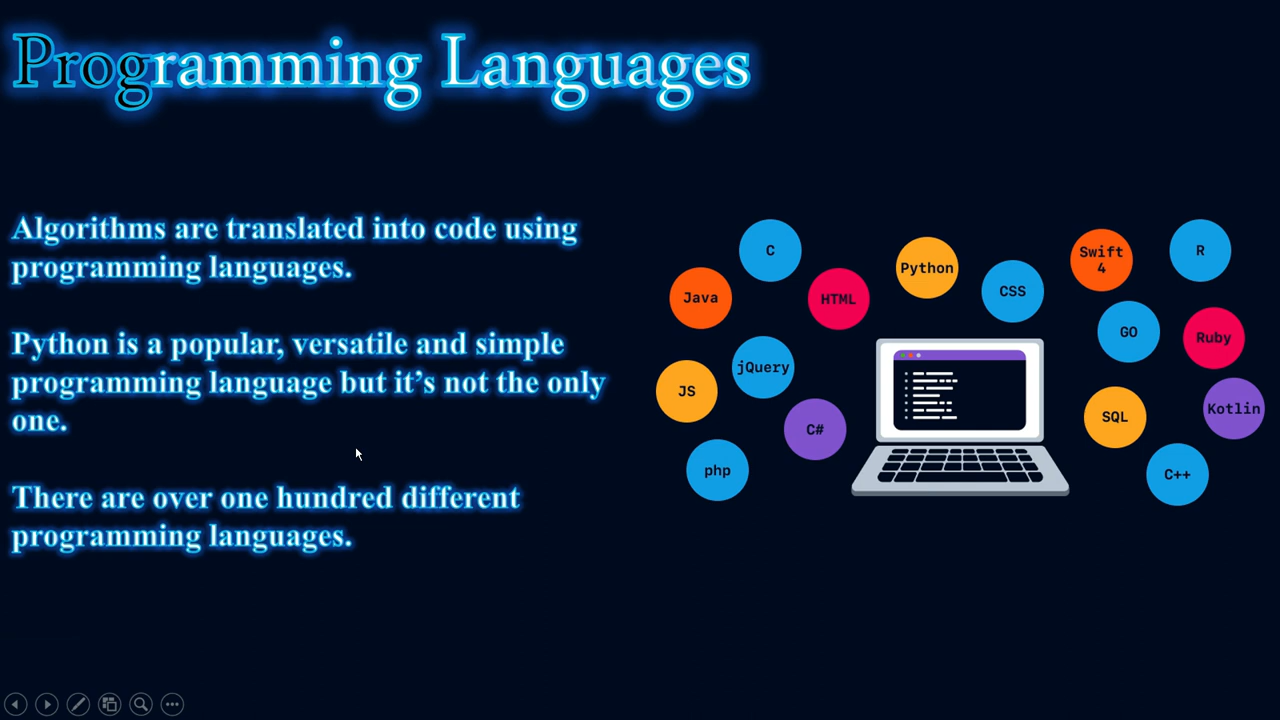 Programming Languages
Algorithms are translated into code using
programming languages.
Python is a popular, versatile and simple
programming language but it’s not the only
one.
There are over one hundred different
programming languages.
C
Java
HTML
Python
CSS
Swift
4
R
GO
Ruby
JS
jQuery
C#
php
SQL
Kotlin
C++